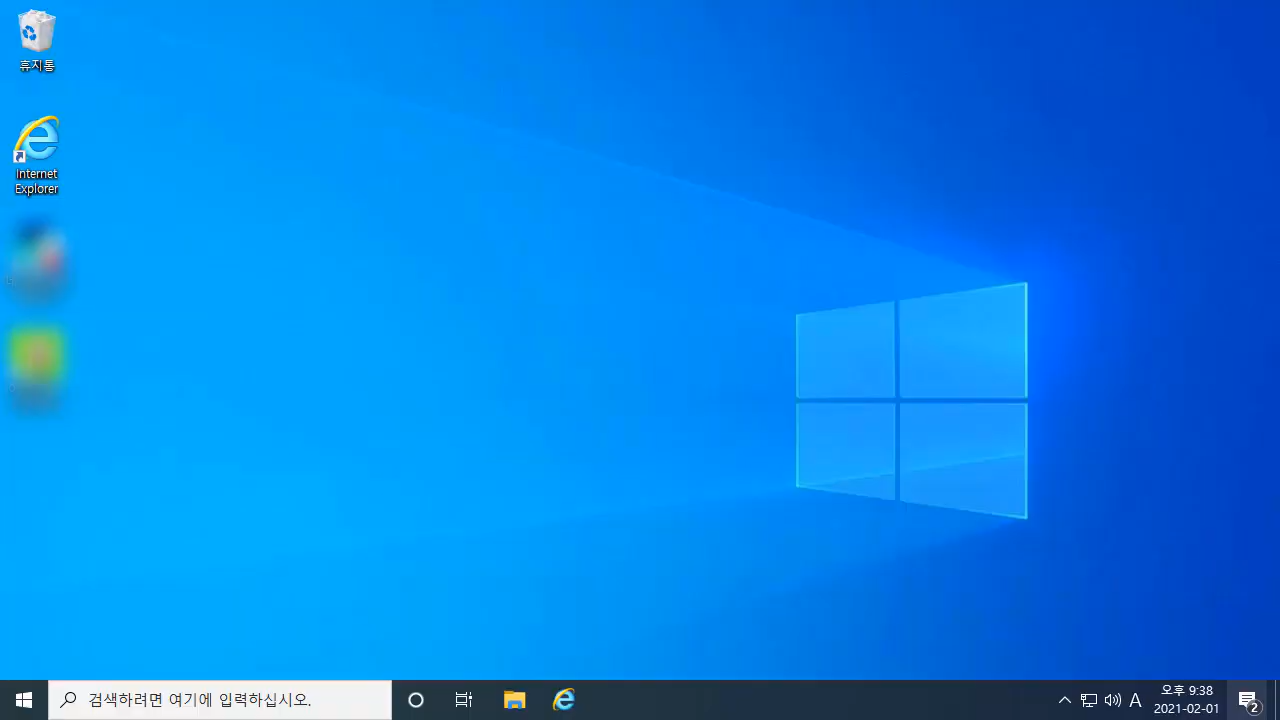 휴지통
Internet
Explorer
검색하려면 여기에 입력하십시오.
A
오후 9:38
2021-02-01
2